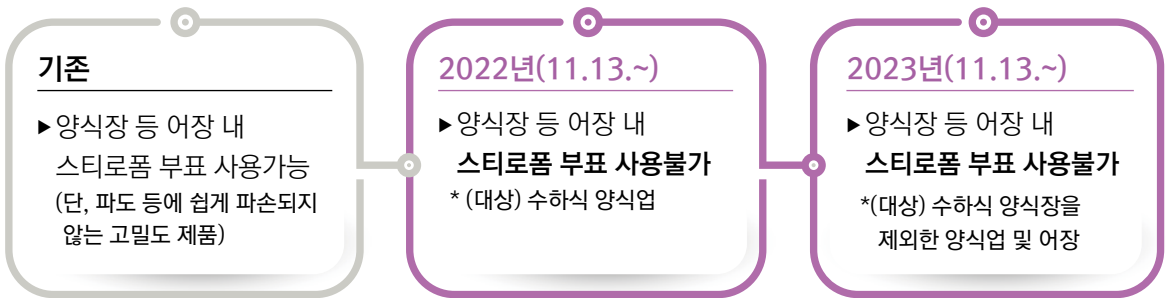 기존
▶양식장 등 어장 내
스티로폼 부표 사용가능
(단, 파도 등에 쉽게 파손되지
않는 고밀도 제품)
2022년(11.13.~)
▶양식장 등 어장 내
스티로폼 부표 사용불가
* (대상) 수하식 양식업
2023년(11.13.~)
▶양식장 등 어장 내
스티로폼 부표 사용불가
*(대상) 수하식 양식장을
제외한 양식업 및 어장